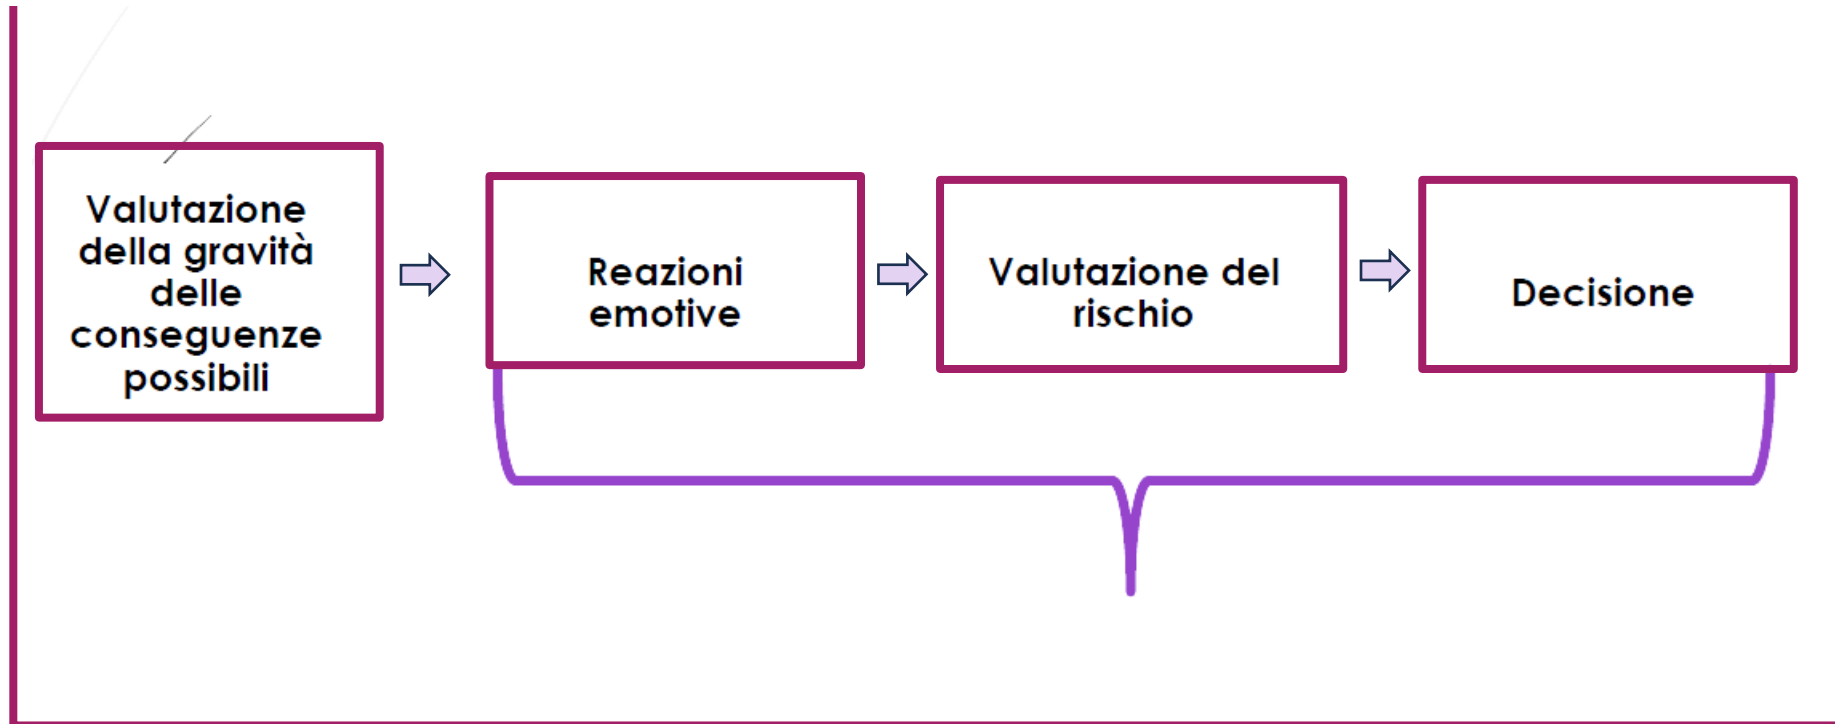 Valutazione
della gravità
delle
conseguenze
possibili
Reazioni
emotive
Valutazione del
rischio
Decisione